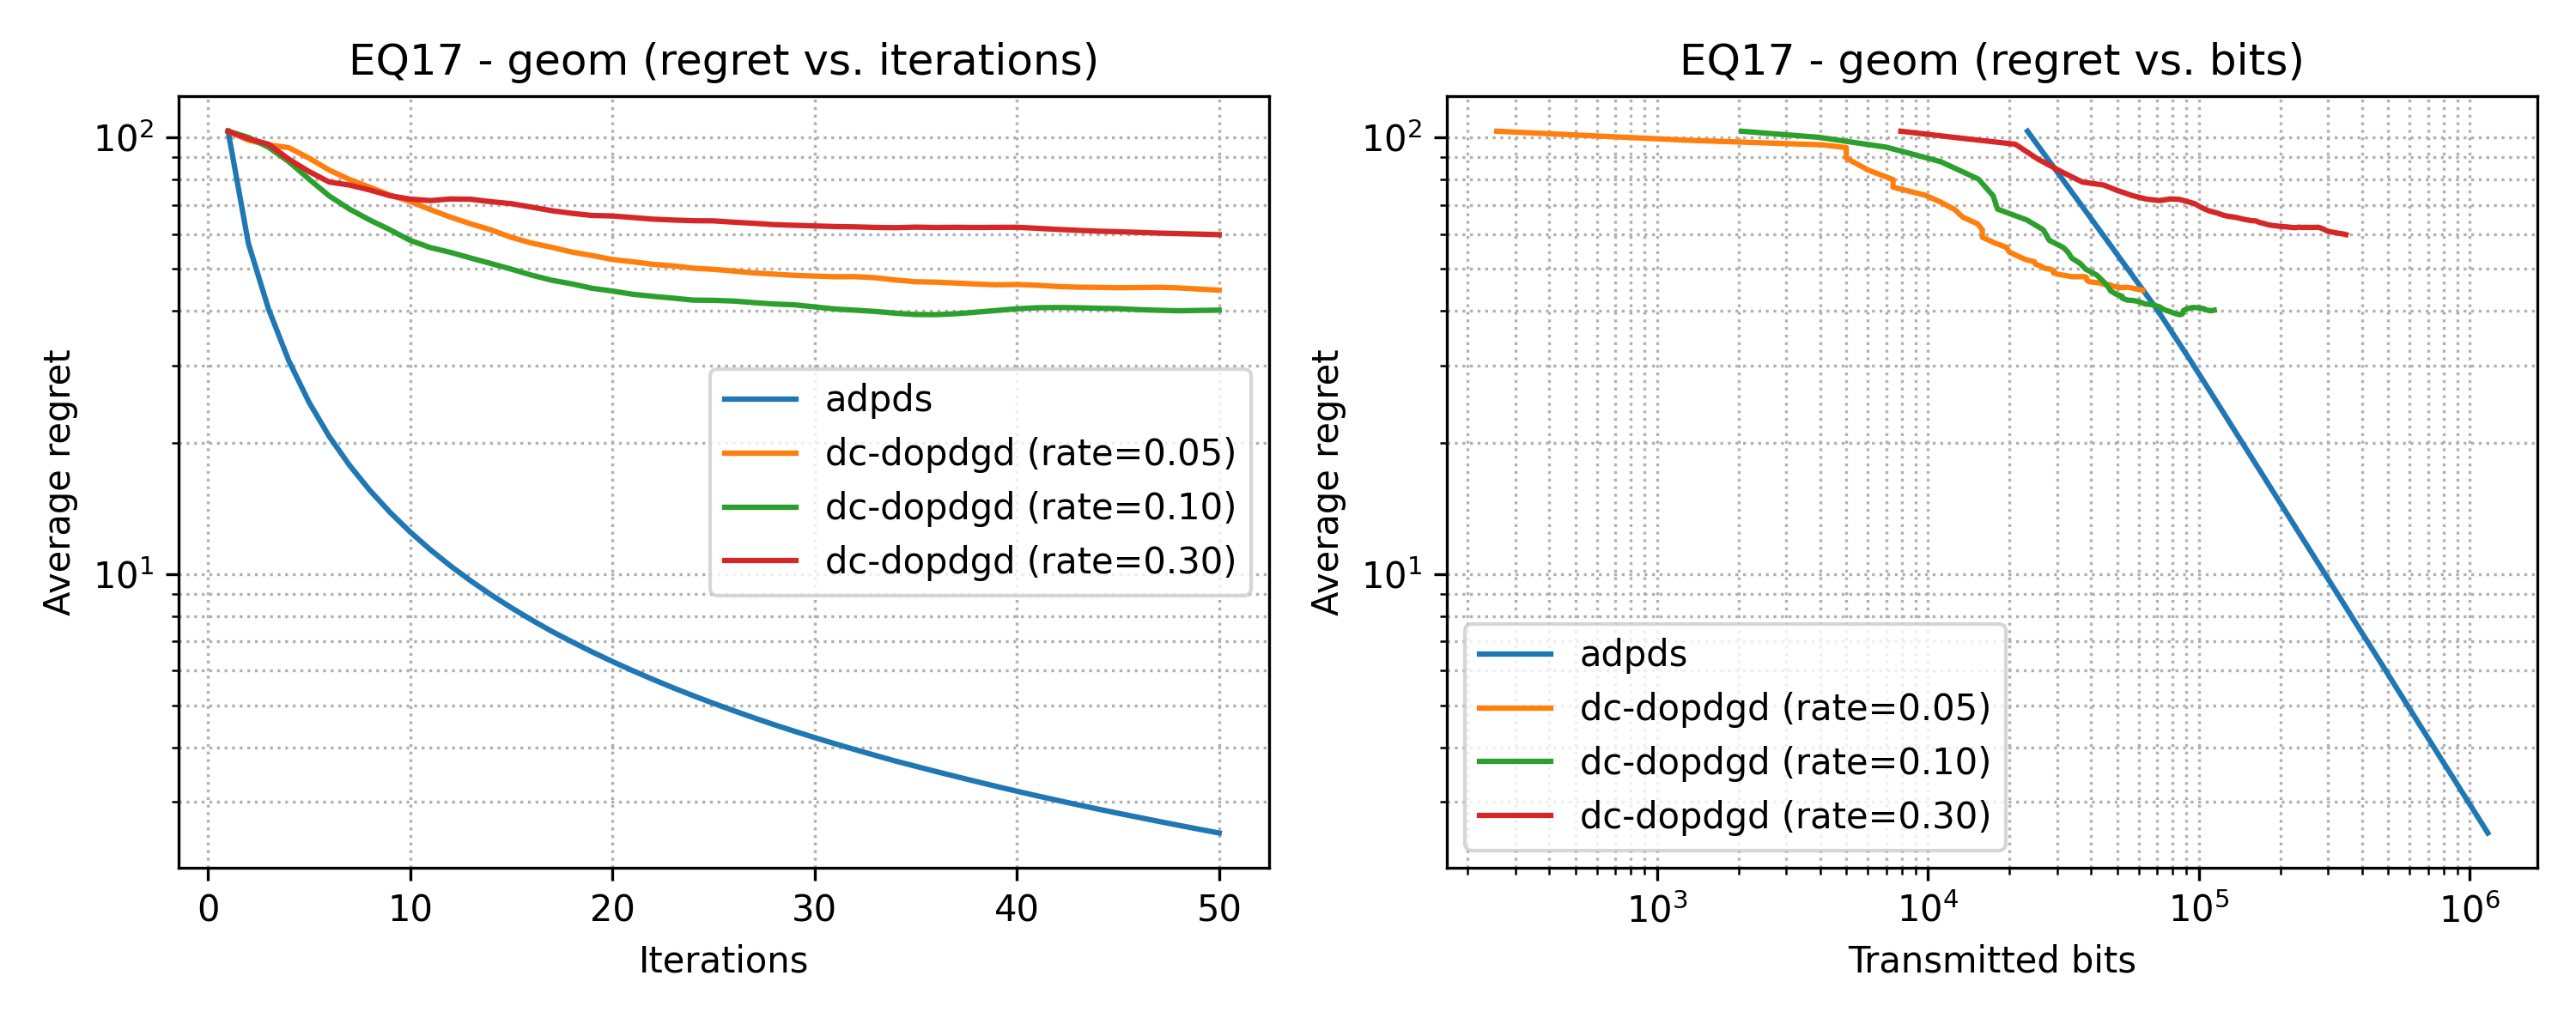 EQ17 - geom (regret vs. iterations)
Average regret
10²
10¹
adpds
dc-dopdgd (rate=0.05)
dc-dopdgd (rate=0.10)
dc-dopdgd (rate=0.30)
0 10 20 30 40 50
Iterations
EQ17 - geom (regret vs. bits)
Average regret
10²
10¹
adpds
dc-dopdgd (rate=0.05)
dc-dopdgd (rate=0.10)
dc-dopdgd (rate=0.30)
10³ 10⁴ 10⁵ 10⁶
Transmitted bits